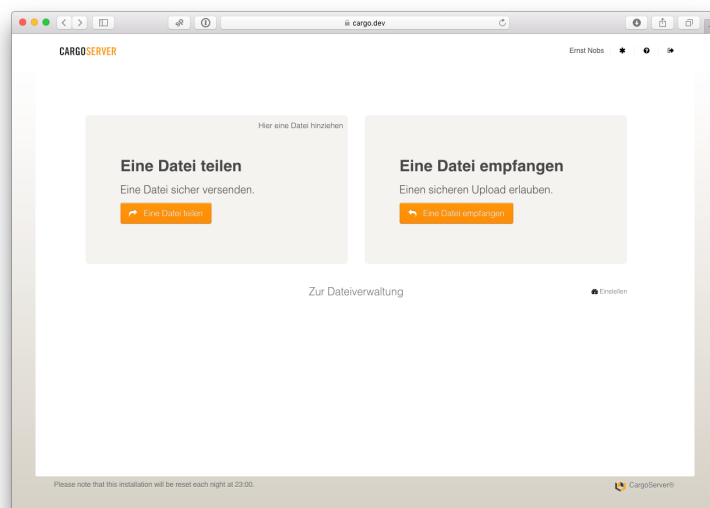 cargo.dev
CARGOSERVER
Ernst Nobs
Hier eine Datei hinziehen
Eine Datei teilen
Eine Datei sicher versenden.
Eine Datei teilen
Eine Datei empfangen
Einen sicheren Upload erlauben.
Eine Datei empfangen
Zur Dateiverwaltung
Einstellen
Please note that this installation will be reset each night at 23:00.
CargoServer®